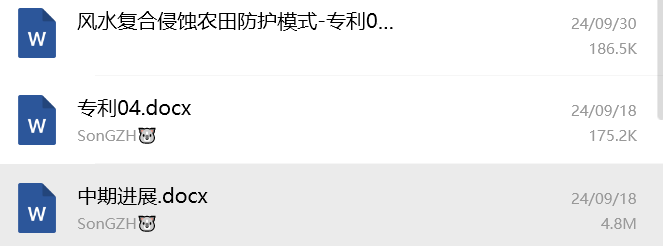 风水复合侵蚀农田防护模式-专利0...
24/09/30
186.5K
专利04.docx
24/09/18
SonGZH🐨
175.2K
中期进展.docx
24/09/18
SonGZH🐨
4.8M